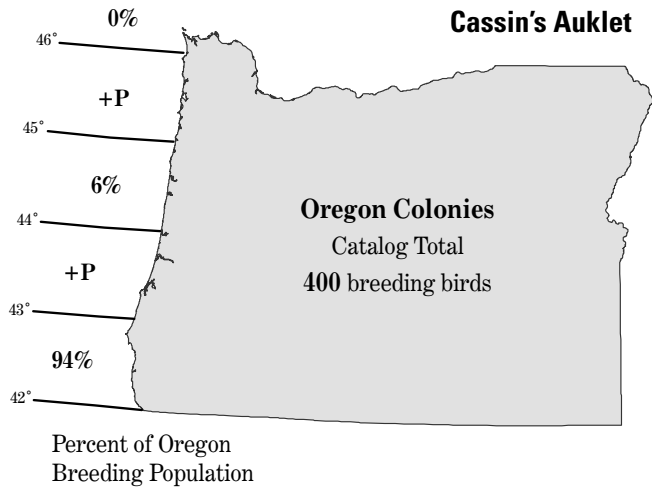 Cassin's Auklet
0%
46°
+P
45°
6%
44°
+P
43°
94%
42°
Oregon Colonies
Catalog Total
400 breeding birds
Percent of Oregon
Breeding Population